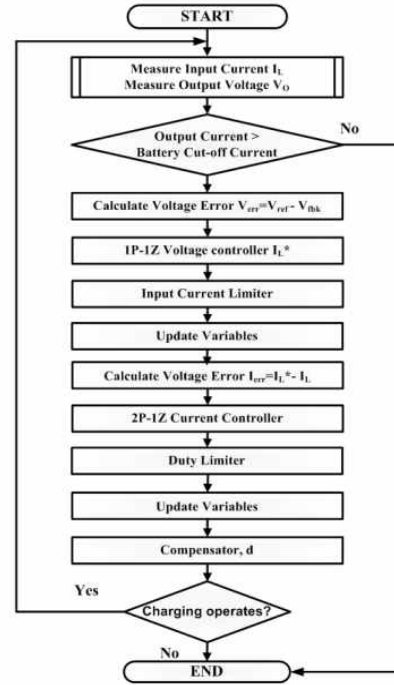 START
Measure Input Current IL
Measure Output Voltage VO
Output Current >
Battery Cut-off Current
No
Calculate Voltage Error Verr=Vref- Vfbk
1P-1Z Voltage controller IL*
Input Current Limiter
Update Variables
Calculate Voltage Error Ierr=IL*- IL
2P-1Z Current Controller
Duty Limiter
Update Variables
Compensator, d
Yes
Charging operates?
No
END